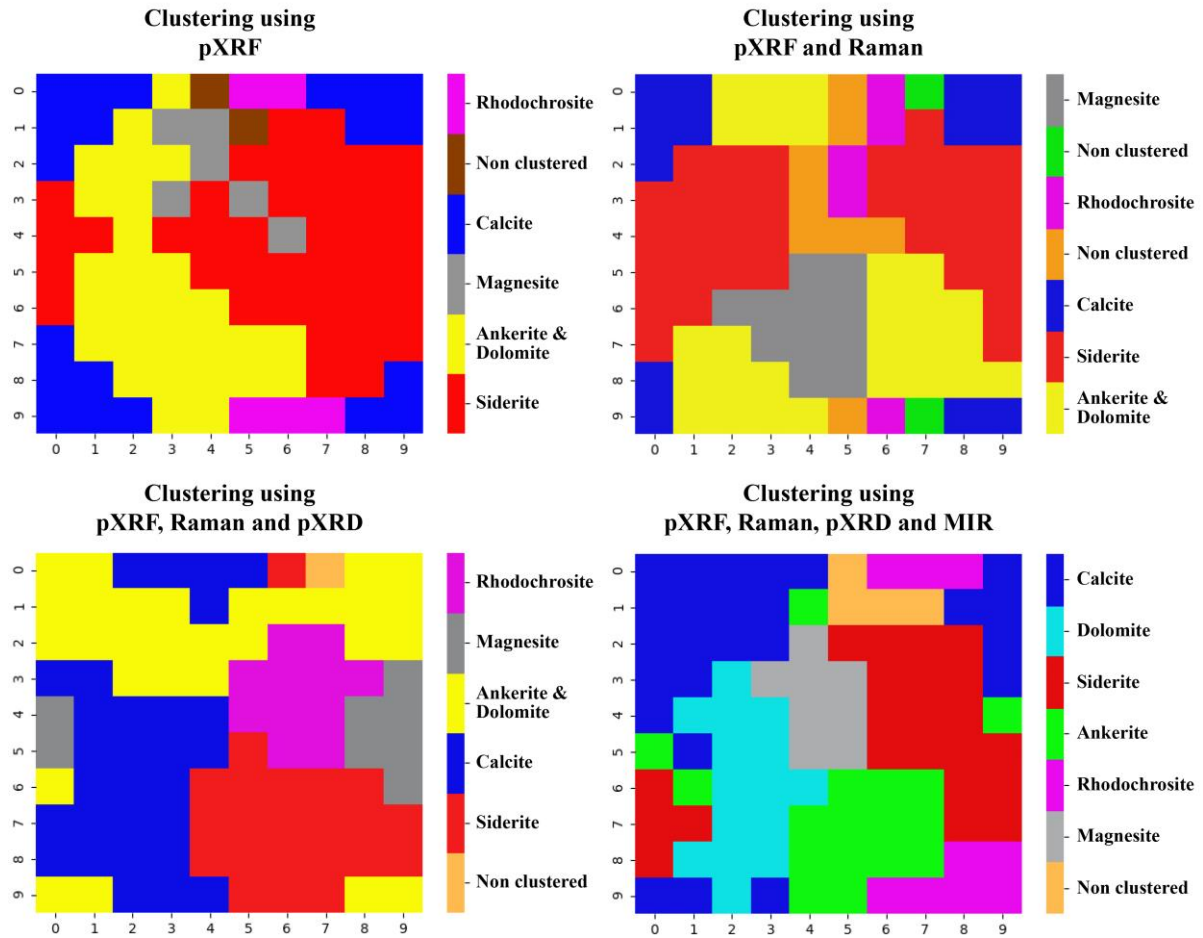 Clustering using
pXRF
0
1
2
3
4
5
6
7
8
9
0 1 2 3 4 5 6 7 8 9
Rhodochrosite
Non clustered
Calcite
Magnesite
Ankerite &
Dolomite
Siderite
Clustering using
pXRF and Raman
0
1
2
3
4
5
6
7
8
9
0 1 2 3 4 5 6 7 8 9
Magnesite
Non clustered
Rhodochrosite
Non clustered
Calcite
Siderite
Ankerite &
Dolomite
Clustering using
pXRF, Raman and pXRD
0
1
2
3
4
5
6
7
8
9
0 1 2 3 4 5 6 7 8 9
Rhodochrosite
Magnesite
Ankerite &
Dolomite
Calcite
Siderite
Non clustered
Clustering using
pXRF, Raman, pXRD and MIR
0
1
2
3
4
5
6
7
8
9
0 1 2 3 4 5 6 7 8 9
Calcite
Dolomite
Siderite
Ankerite
Rhodochrosite
Magnesite
Non clustered